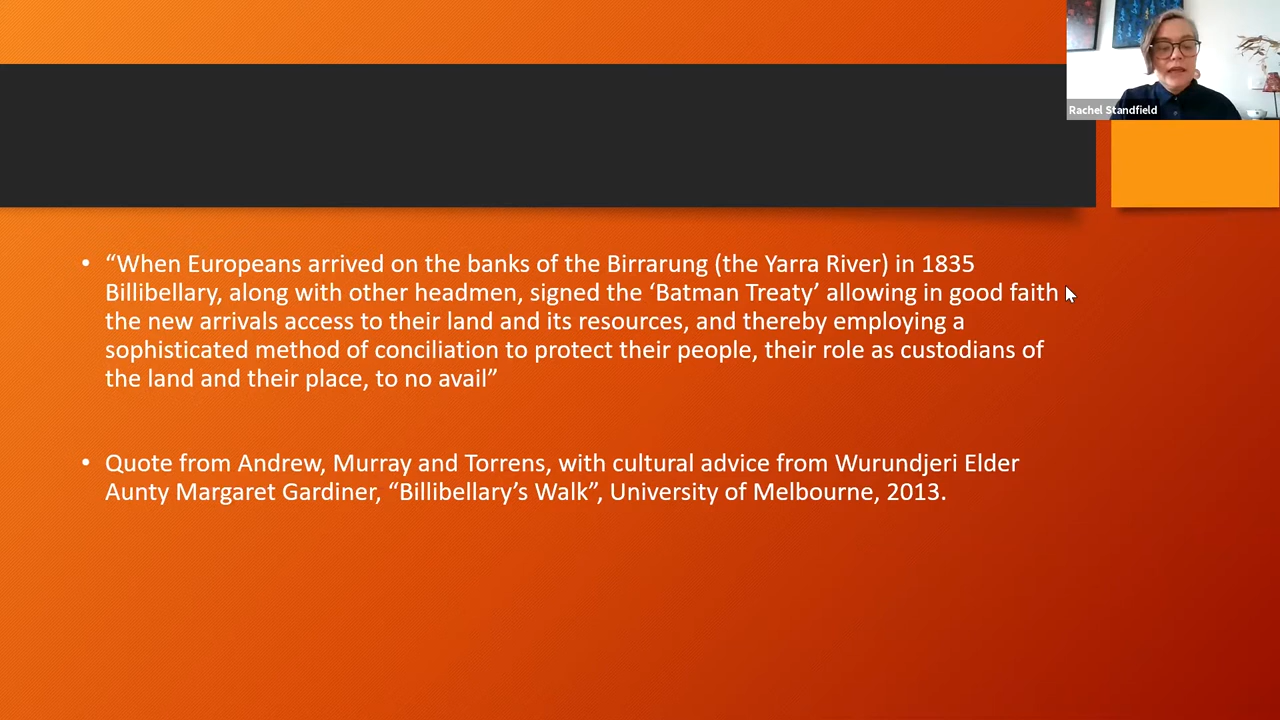 Rachel Standfield
• “When Europeans arrived on the banks of the Birrarung (the Yarra River) in 1835
Billibellary, along with other headmen, signed the ‘Batman Treaty’ allowing in good faith
the new arrivals access to their land and its resources, and thereby employing a
sophisticated method of conciliation to protect their people, their role as custodians of
the land and their place, to no avail”
• Quote from Andrew, Murray and Torrens, with cultural advice from Wurundjeri Elder
Aunty Margaret Gardiner, “Billibellary’s Walk”, University of Melbourne, 2013.